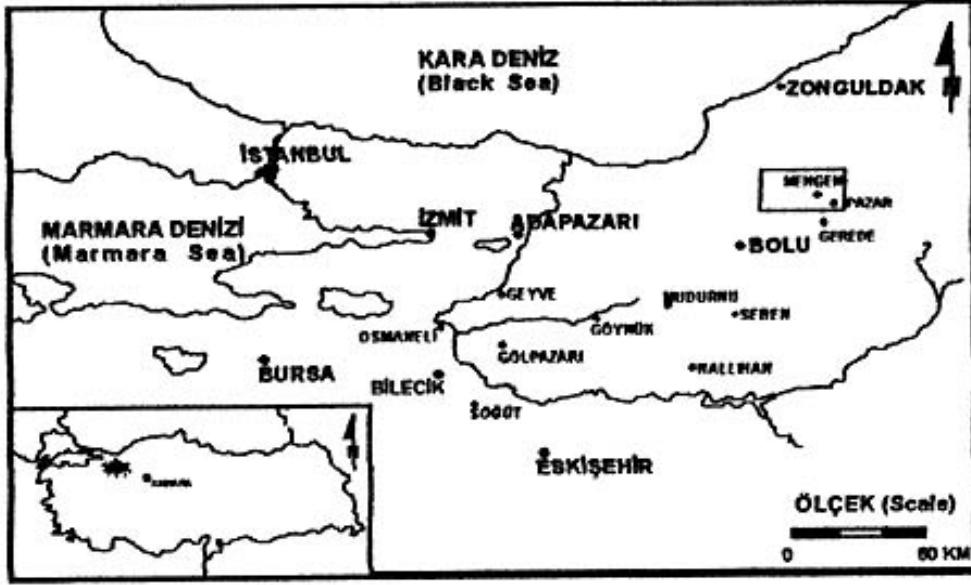 KARA DENİZ
(Black Sea)
N
ZONGULDAK
İSTANBUL
MENGEN
PAZAR
MARMARA DENİZİ
(Marmara Sea)
İZMİT
ADAPAZARI
GEREDE
BOLU
GEYVE
MUDURNU
SEBEN
OSMANELİ
GÖYNÜK
GÖLPAZARI
BURSA
BİLECİK
NALLIHAN
SÖĞÜT
N
ANKARA
ESKİŞEHİR
ÖLÇEK (Scale)
0 60 KM